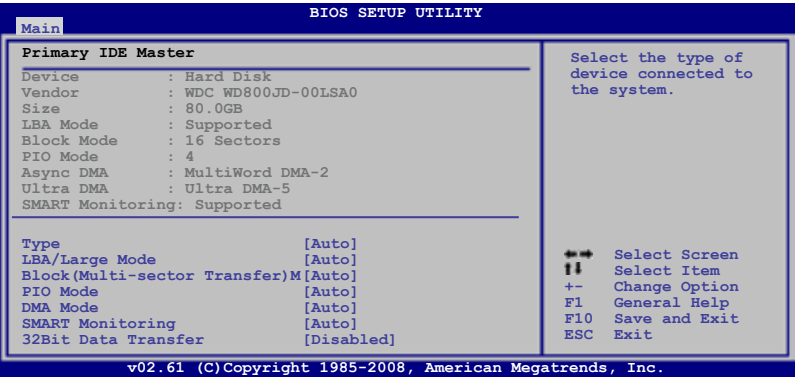 BIOS SETUP UTILITY
Main
Primary IDE Master
Device : Hard Disk
Vendor : WDC WD800JD-00LSA0
Size : 80.0GB
LBA Mode : Supported
Block Mode : 16 Sectors
PIO Mode : 4
Async DMA : MultiWord DMA-2
Ultra DMA : Ultra DMA-5
SMART Monitoring: Supported
Type [Auto]
LBA/Large Mode [Auto]
Block(Multi-sector Transfer)M[Auto]
PIO Mode [Auto]
DMA Mode [Auto]
SMART Monitoring [Auto]
32Bit Data Transfer [Disabled]
Select the type of
device connected to
the system.
←→ Select Screen
↑↓ Select Item
+- Change Option
F1 General Help
F10 Save and Exit
ESC Exit
v02.61 (C)Copyright 1985-2008, American Megatrends, Inc.